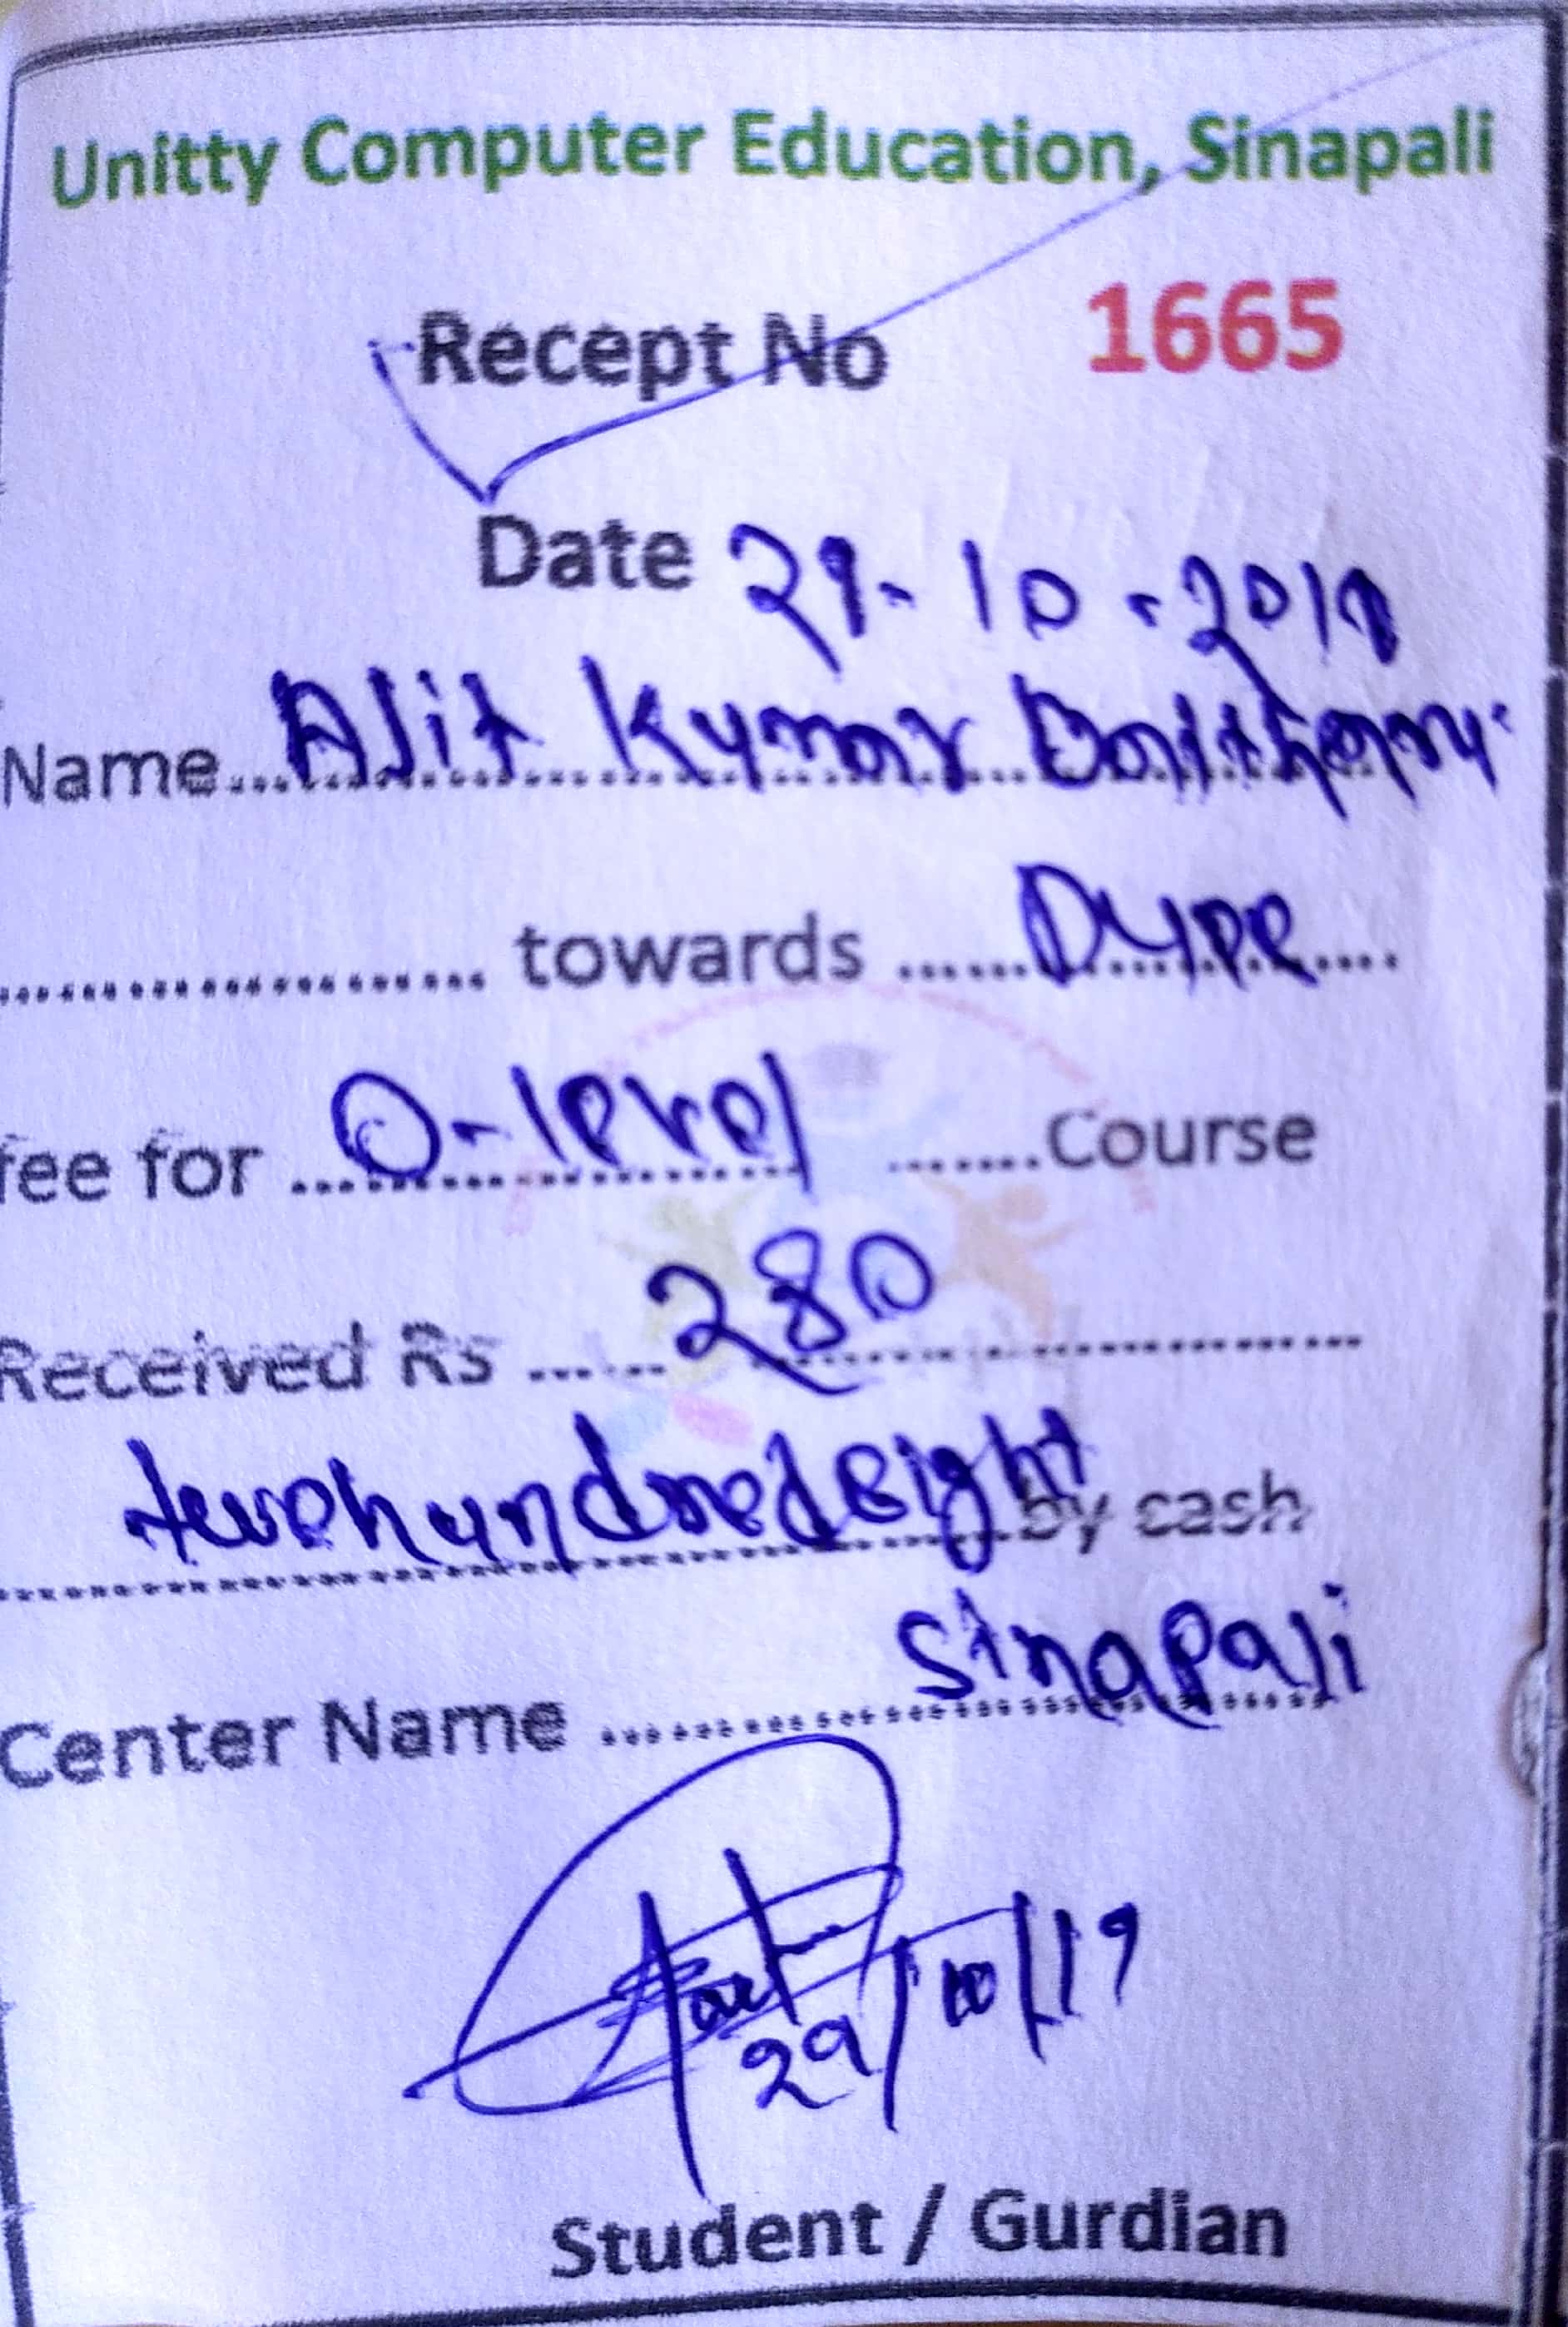 Unitty Computer Education, Sinapali
Recept No 1665
Date 29-10-2019
Name Ajit Kumar
towards Dype
fee for O-level Course
Received Rs 280
twohundredeight by cash
Center Name Sinapali
29/10/19
Student / Gurdian